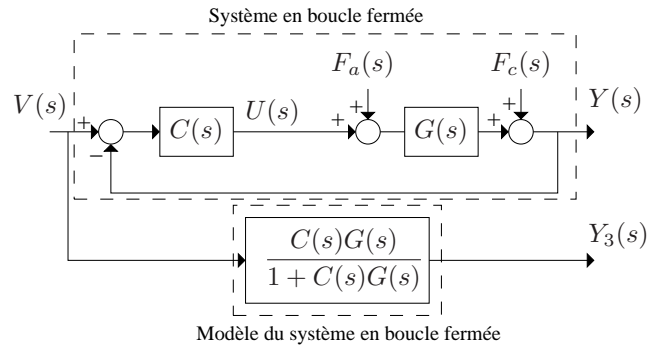 Système en boucle fermée
F_a(s)
F_c(s)
V(s)
+
−
C(s)
U(s)
+
+
G(s)
+
+
Y(s)
C(s)G(s)
1 + C(s)G(s)
Y_3(s)
Modèle du système en boucle fermée